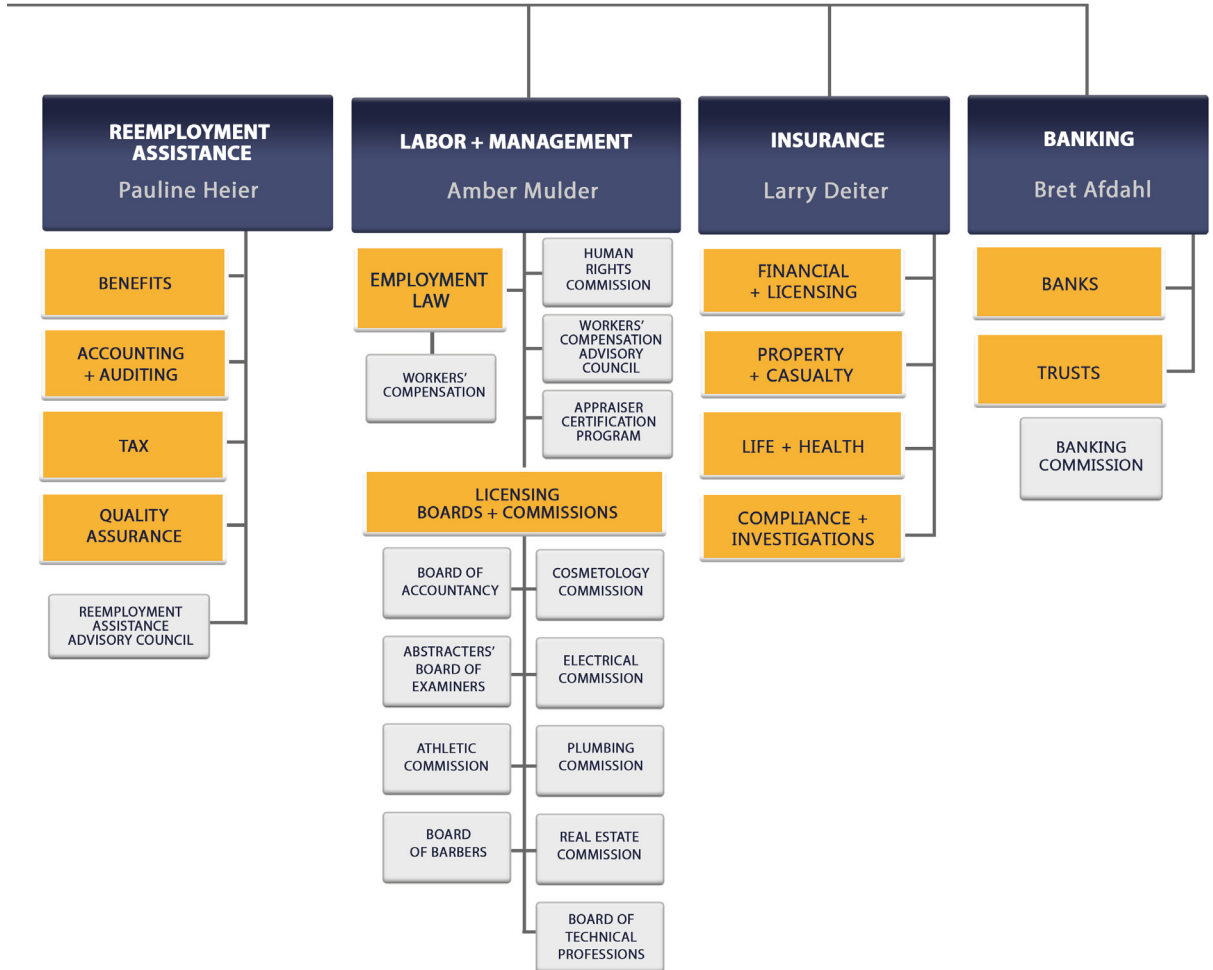 REEMPLOYMENT
ASSISTANCE
Pauline Heier
BENEFITS
ACCOUNTING
+ AUDITING
TAX
QUALITY
ASSURANCE
REEMPLOYMENT
ASSISTANCE
ADVISORY COUNCIL
LABOR + MANAGEMENT
Amber Mulder
EMPLOYMENT
LAW
WORKERS’
COMPENSATION
HUMAN
RIGHTS
COMMISSION
WORKERS’
COMPENSATION
ADVISORY
COUNCIL
APPRAISER
CERTIFICATION
PROGRAM
LICENSING
BOARDS + COMMISSIONS
BOARD OF
ACCOUNTANCY
ABSTRACTERS’
BOARD OF
EXAMINERS
ATHLETIC
COMMISSION
BOARD
OF BARBERS
COSMETOLOGY
COMMISSION
ELECTRICAL
COMMISSION
PLUMBING
COMMISSION
REAL ESTATE
COMMISSION
BOARD OF
TECHNICAL
PROFESSIONS
INSURANCE
Larry Deiter
FINANCIAL
+ LICENSING
PROPERTY
+ CASUALTY
LIFE + HEALTH
COMPLIANCE +
INVESTIGATIONS
BANKING
Bret Afdahl
BANKS
TRUSTS
BANKING
COMMISSION